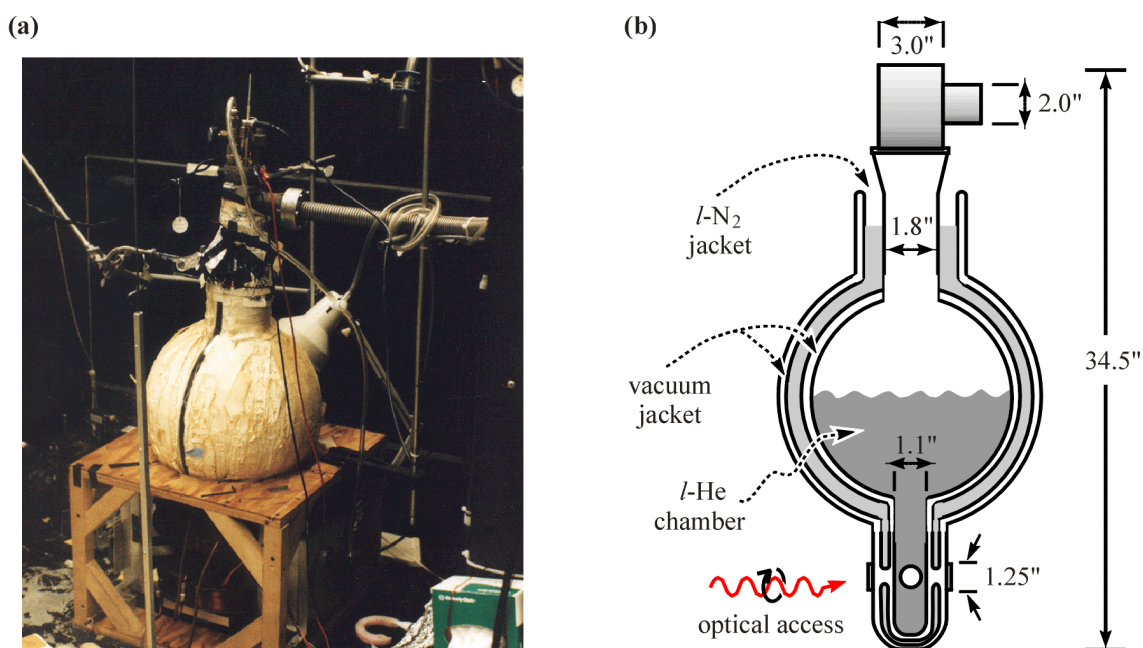 (a)
(b)
3.0"
2.0"
l-N2
jacket
1.8"
34.5"
vacuum
jacket
1.1"
l-He
chamber
1.25"
optical access